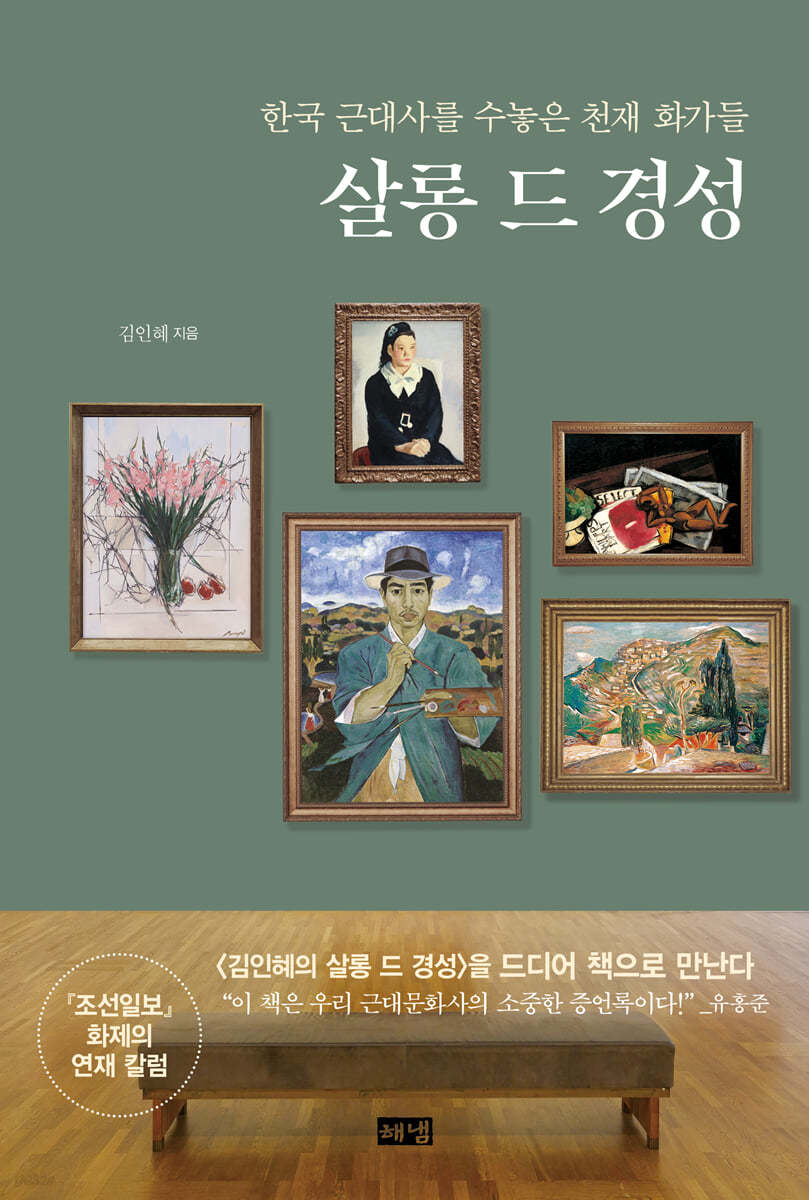 한국 근대사를 수놓은 천재 화가들
살롱 드 경성
김인혜 지음
SELECT
〈김인혜의 살롱 드 경성〉을 드디어 책으로 만난다
“이 책은 우리 근대문화사의 소중한 증언록이다!” _유홍준
『조선일보』
화제의
연재 칼럼
해냄